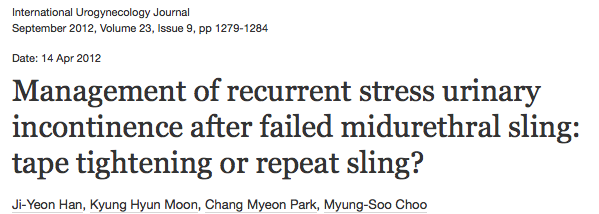 International Urogynecology Journal
September 2012, Volume 23, Issue 9, pp 1279-1284
Date: 14 Apr 2012
Management of recurrent stress urinary
incontinence after failed midurethral sling:
tape tightening or repeat sling?
Ji-Yeon Han, Kyung Hyun Moon, Chang Myeon Park, Myung-Soo Choo